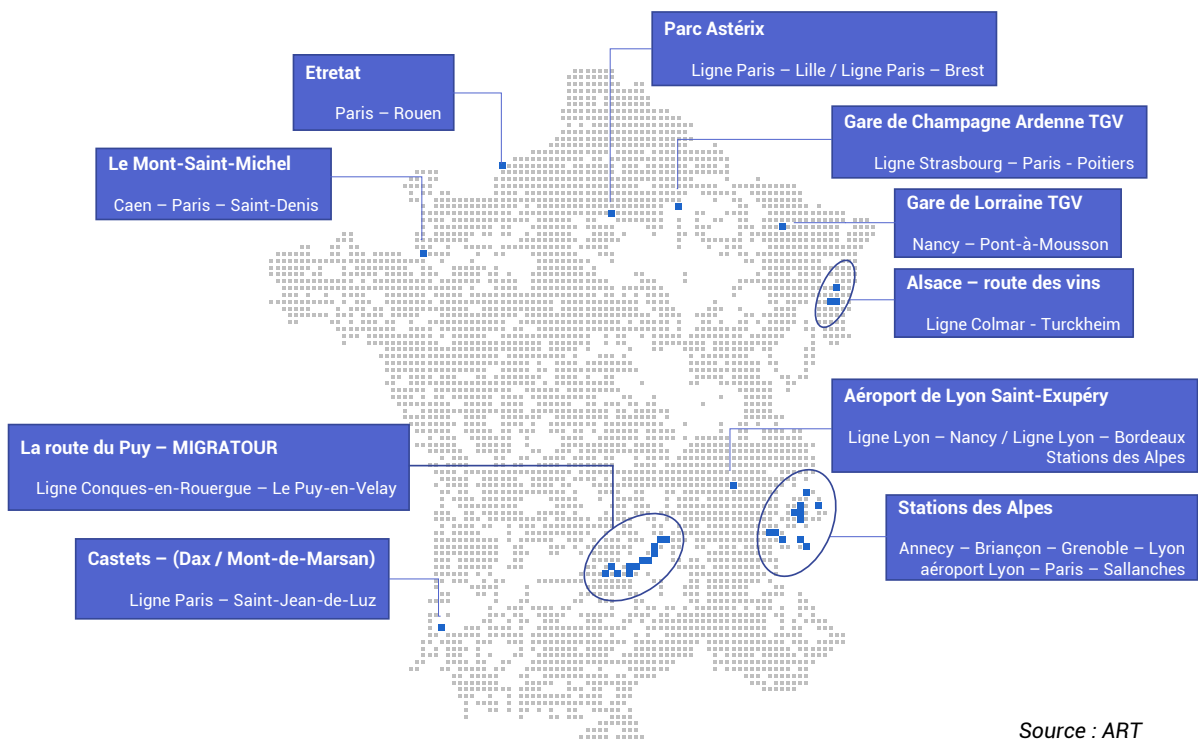 Parc Astérix
Ligne Paris – Lille / Ligne Paris – Brest
Etretat
Paris – Rouen
Gare de Champagne Ardenne TGV
Ligne Strasbourg – Paris - Poitiers
Le Mont-Saint-Michel
Caen – Paris – Saint-Denis
Gare de Lorraine TGV
Nancy – Pont-à-Mousson
Alsace – route des vins
Ligne Colmar - Turckheim
Aéroport de Lyon Saint-Exupéry
Ligne Lyon – Nancy / Ligne Lyon – Bordeaux
Stations des Alpes
La route du Puy – MIGRATOUR
Ligne Conques-en-Rouergue – Le Puy-en-Velay
Stations des Alpes
Annecy – Briançon – Grenoble – Lyon
aéroport Lyon – Paris – Sallanches
Castets – (Dax / Mont-de-Marsan)
Ligne Paris – Saint-Jean-de-Luz
Source : ART